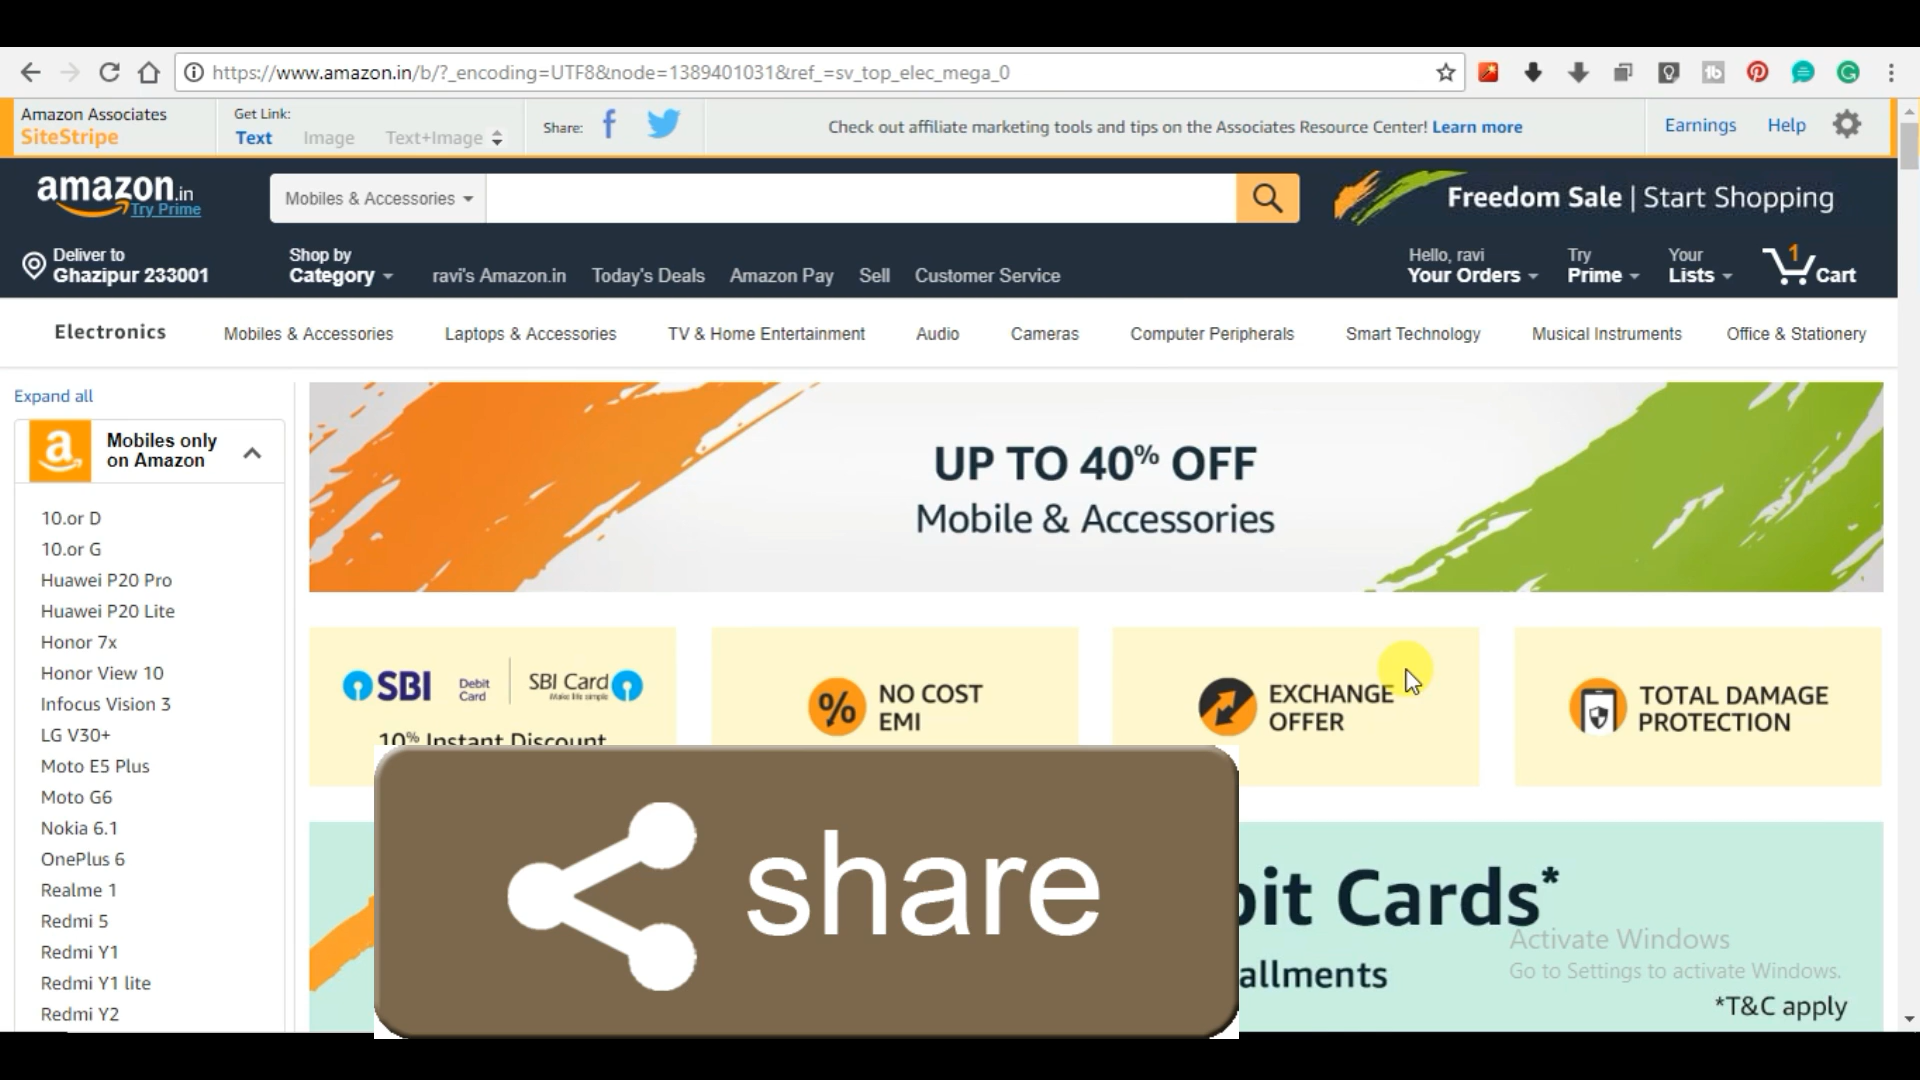 https://www.amazon.in/b/?_encoding=UTF8&node=1389401031&ref_=sv_top_elec_mega_0
Amazon Associates
SiteStripe
Get Link:
Text Image Text+Image
Share:
Check out affiliate marketing tools and tips on the Associates Resource Center! Learn more
Earnings Help
amazon.in
Try Prime
Mobiles & Accessories
Freedom Sale | Start Shopping
Deliver to
Ghazipur 233001
Shop by
Category
ravi's Amazon.in Today's Deals Amazon Pay Sell Customer Service
Hello, ravi
Your Orders
Try
Prime
Your
Lists
1
Cart
Electronics Mobiles & Accessories Laptops & Accessories TV & Home Entertainment Audio Cameras Computer Peripherals Smart Technology Musical Instruments Office & Stationery
Expand all
Mobiles only
on Amazon
10.or D
10.or G
Huawei P20 Pro
Huawei P20 Lite
Honor 7x
Honor View 10
Infocus Vision 3
LG V30+
Moto E5 Plus
Moto G6
Nokia 6.1
OnePlus 6
Realme 1
Redmi 5
Redmi Y1
Redmi Y1 lite
Redmi Y2
UP TO 40% OFF
Mobile & Accessories
SBI Debit Card SBI Card
Make life simple
10% Instant Discount
NO COST
EMI
EXCHANGE
OFFER
TOTAL DAMAGE
PROTECTION
share
bit Cards*
allments
*T&C apply
Activate Windows
Go to Settings to activate Windows.